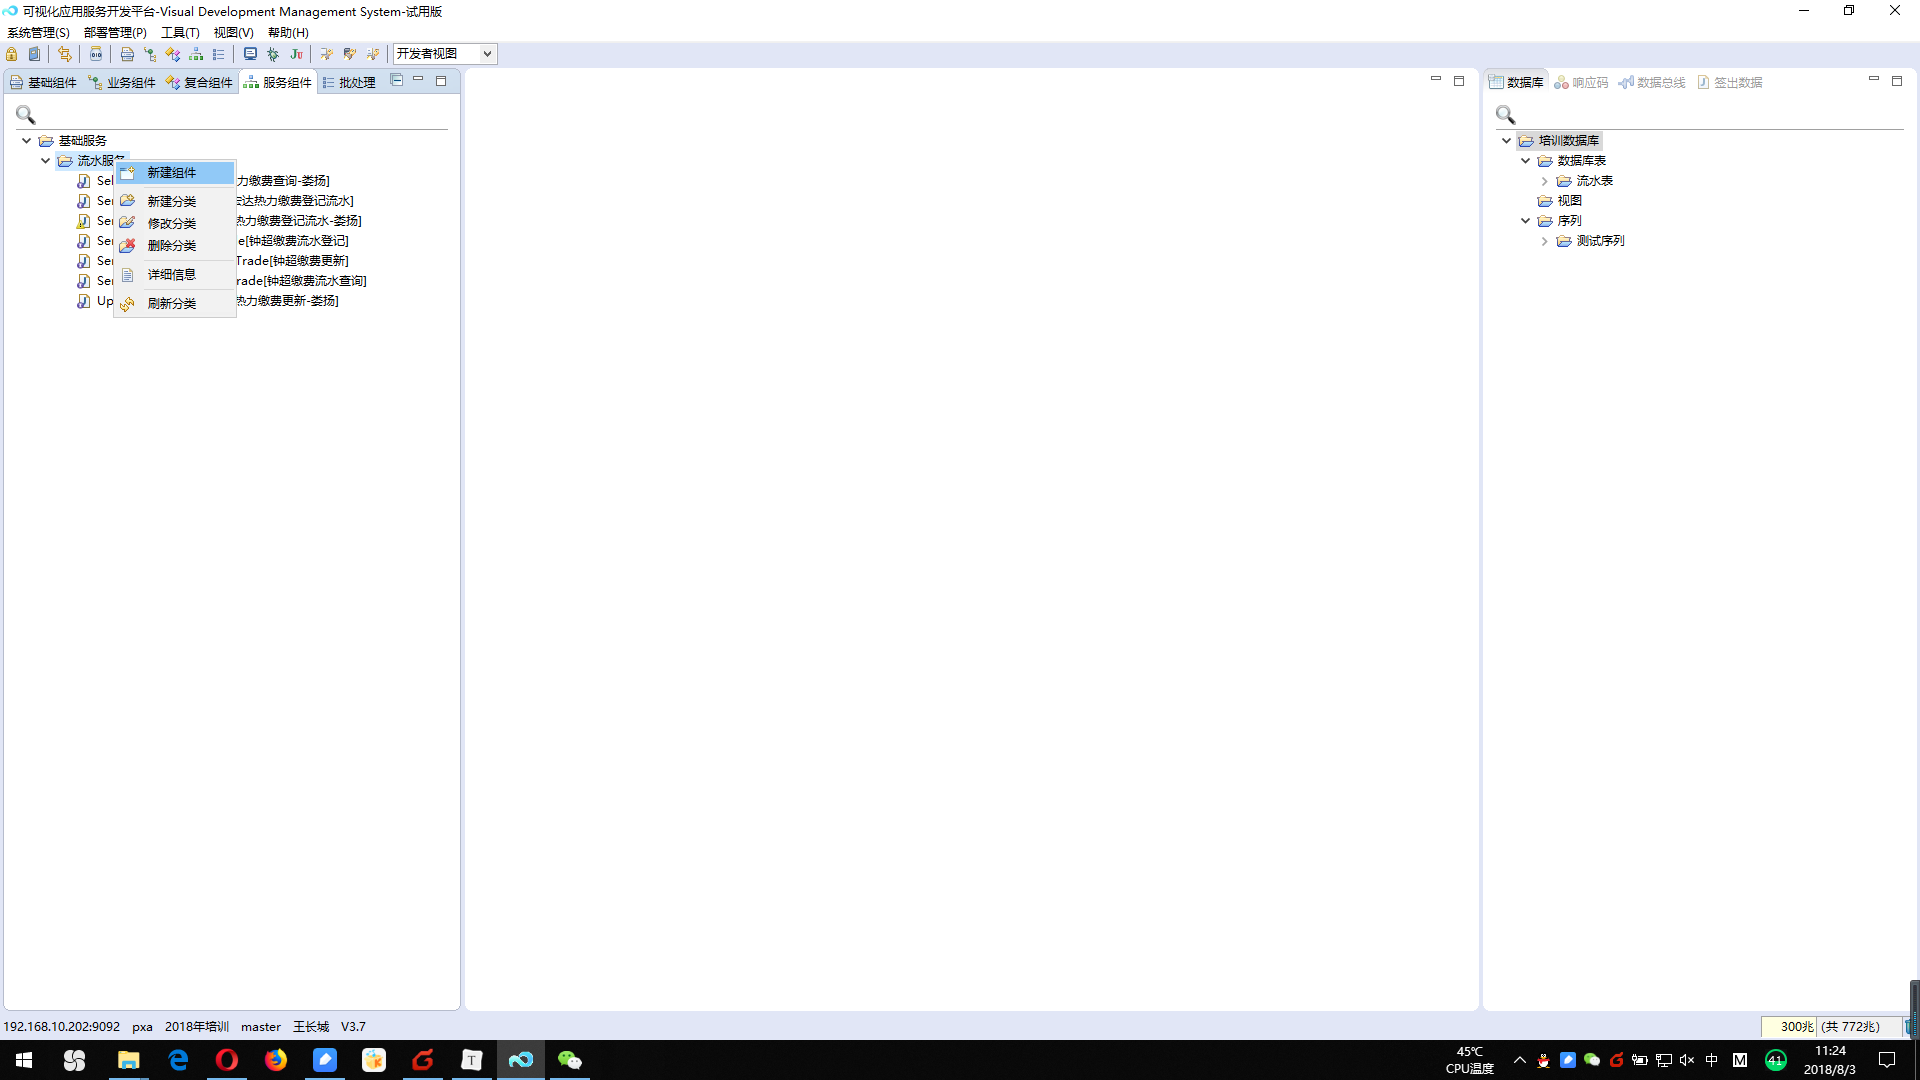 可视化应用服务开发平台-Visual Development Management System-试用版
系统管理(S) 部署管理(P) 工具(T) 视图(V) 帮助(H)
010 Ju 开发者视图
基础组件 业务组件 复合组件 服务组件 批处理
数据库 响应码 数据总线 签出数据
基础服务
流水服务
新建组件
新建分类
修改分类
删除分类
详细信息
刷新分类
Sel 力缴费查询-娄扬]
Ser 宏达热力缴费登记流水]
Ser 热力缴费登记流水-娄扬]
Ser e[钟超缴费流水登记]
Ser Trade[钟超缴费更新]
Ser rade[钟超缴费流水查询]
Up 热力缴费更新-娄扬]
培训数据库
数据库表
流水表
视图
序列
测试序列
192.168.10.202:9092 pxa 2018年培训 master 王长城 V3.7
300兆 (共 772兆)
45℃
CPU温度
中 M 41
11:24
2018/8/3